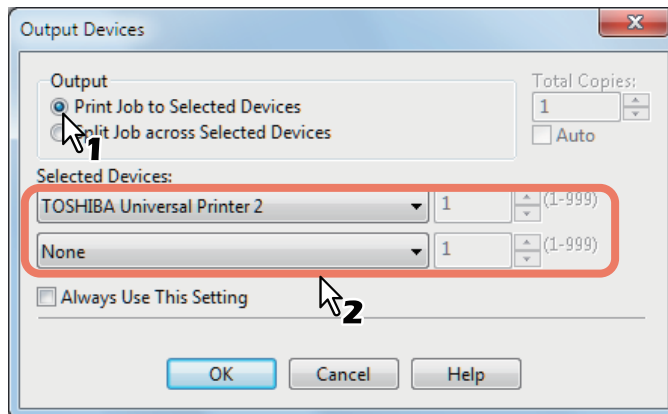 Output Devices
Output
Print Job to Selected Devices
Split Job across Selected Devices
1
Total Copies:
1
Auto
Selected Devices:
TOSHIBA Universal Printer 2
1
(1-999)
None
1
(1-999)
Always Use This Setting
2
OK
Cancel
Help